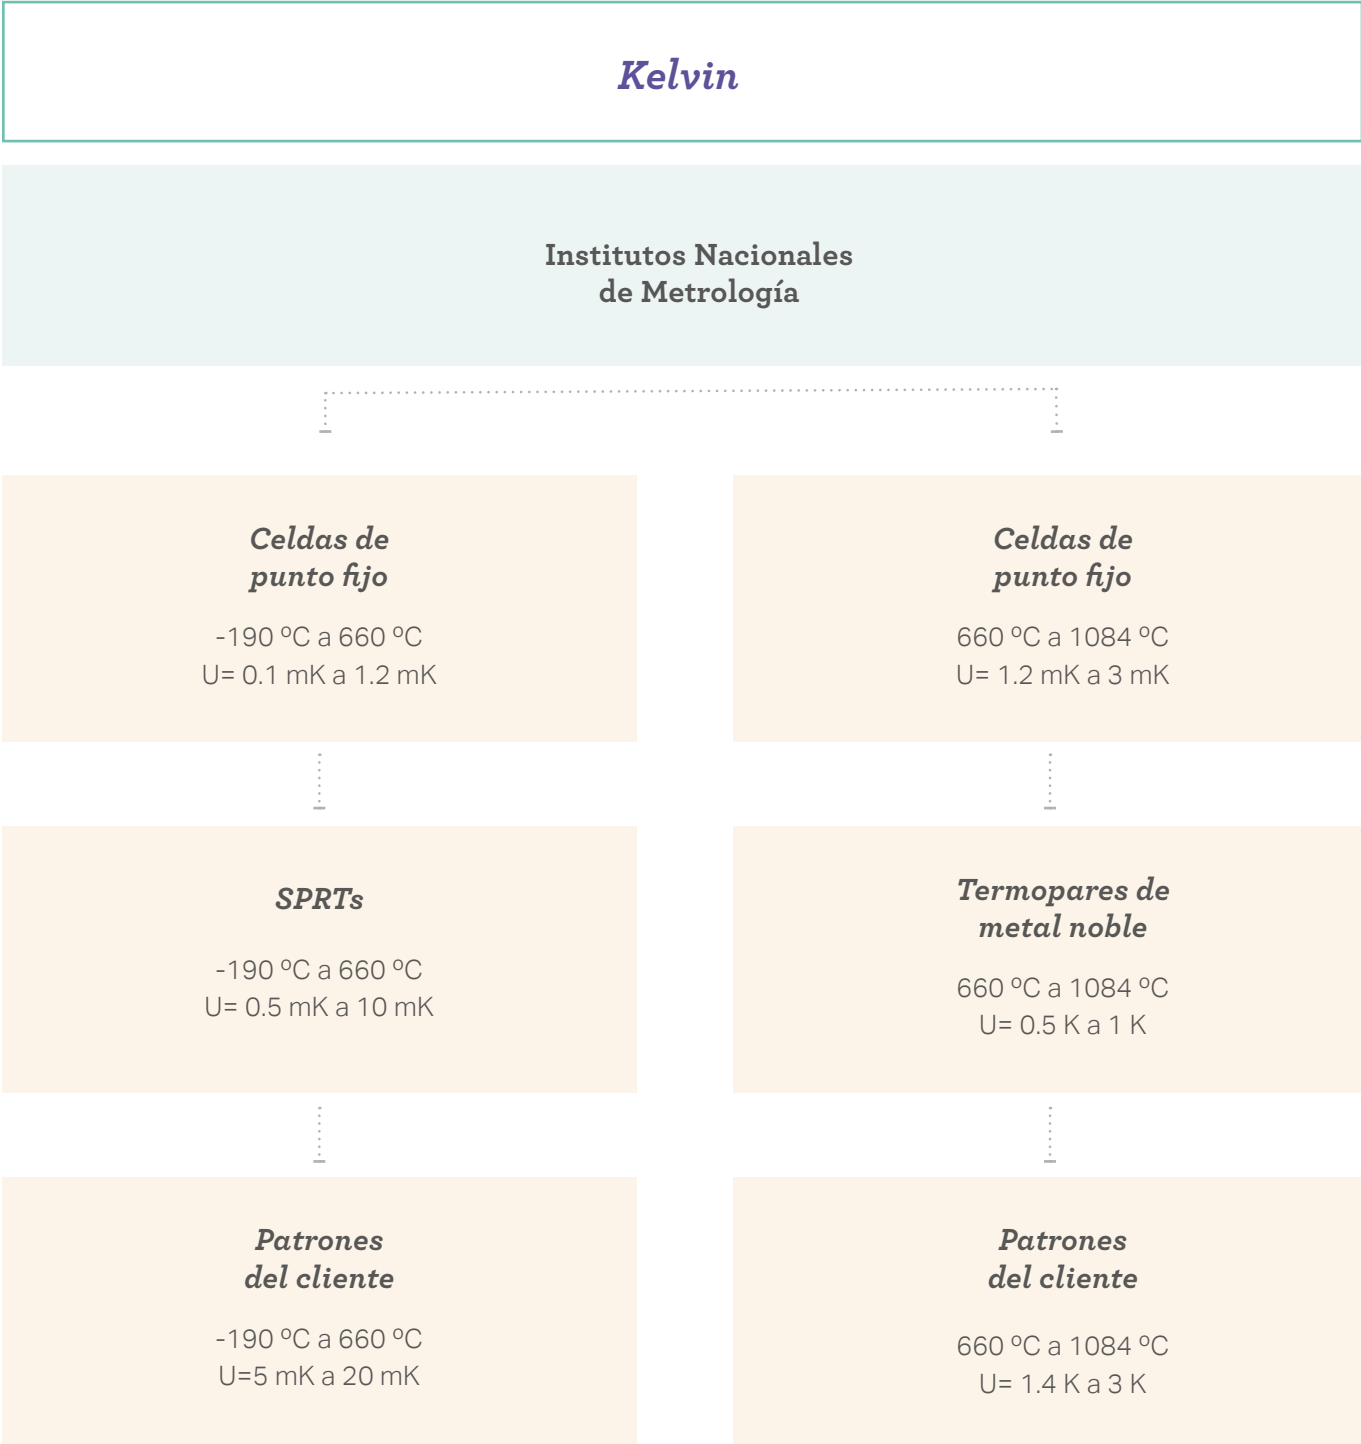 Kelvin
Institutos Nacionales
de Metrología
Celdas de
punto fijo
-190 ºC a 660 ºC
U= 0.1 mK a 1.2 mK
Celdas de
punto fijo
660 ºC a 1084 ºC
U= 1.2 mK a 3 mK
SPRTs
-190 ºC a 660 ºC
U= 0.5 mK a 10 mK
Termopares de
metal noble
660 ºC a 1084 ºC
U= 0.5 K a 1 K
Patrones
del cliente
-190 ºC a 660 ºC
U=5 mK a 20 mK
Patrones
del cliente
660 ºC a 1084 ºC
U= 1.4 K a 3 K